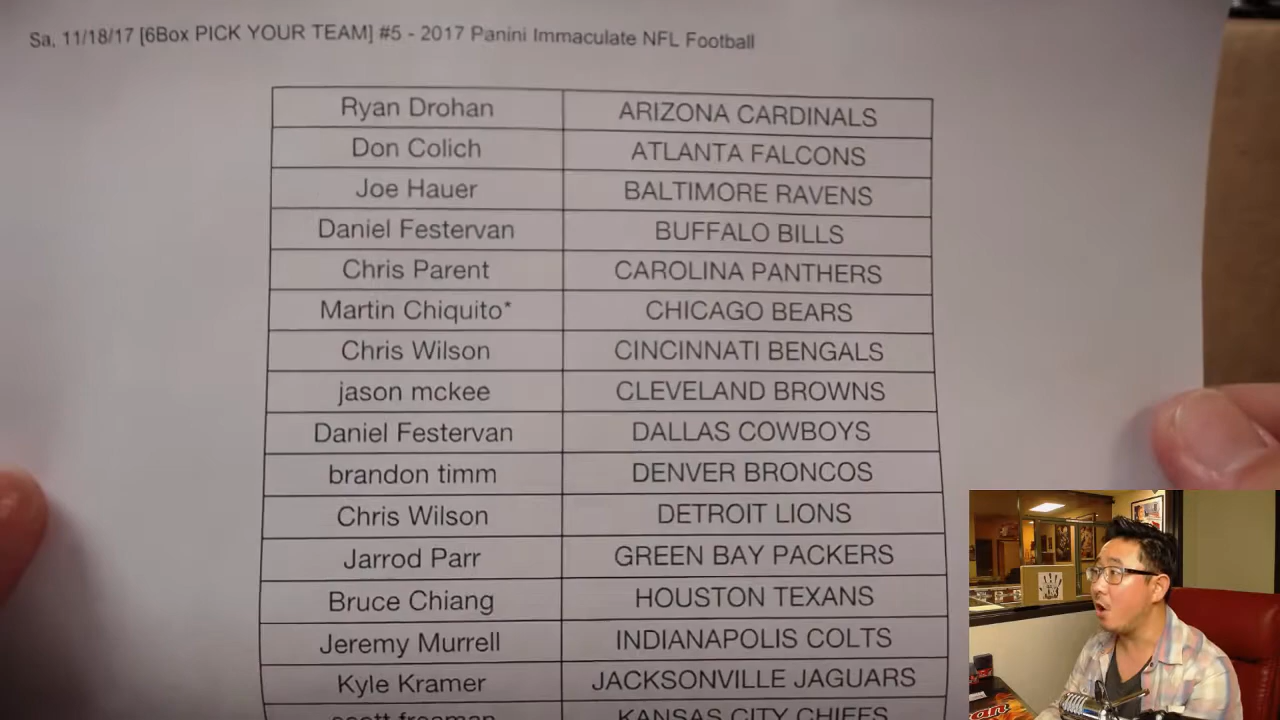 Sa, 11/18/17 [6Box PICK YOUR TEAM] #5 - 2017 Panini Immaculate NFL Football
Ryan Drohan ARIZONA CARDINALS
Don Colich ATLANTA FALCONS
Joe Hauer BALTIMORE RAVENS
Daniel Festervan BUFFALO BILLS
Chris Parent CAROLINA PANTHERS
Martin Chiquito* CHICAGO BEARS
Chris Wilson CINCINNATI BENGALS
jason mckee CLEVELAND BROWNS
Daniel Festervan DALLAS COWBOYS
brandon timm DENVER BRONCOS
Chris Wilson DETROIT LIONS
Jarrod Parr GREEN BAY PACKERS
Bruce Chiang HOUSTON TEXANS
Jeremy Murrell INDIANAPOLIS COLTS
Kyle Kramer JACKSONVILLE JAGUARS
scott freeman KANSAS CITY CHIEFS